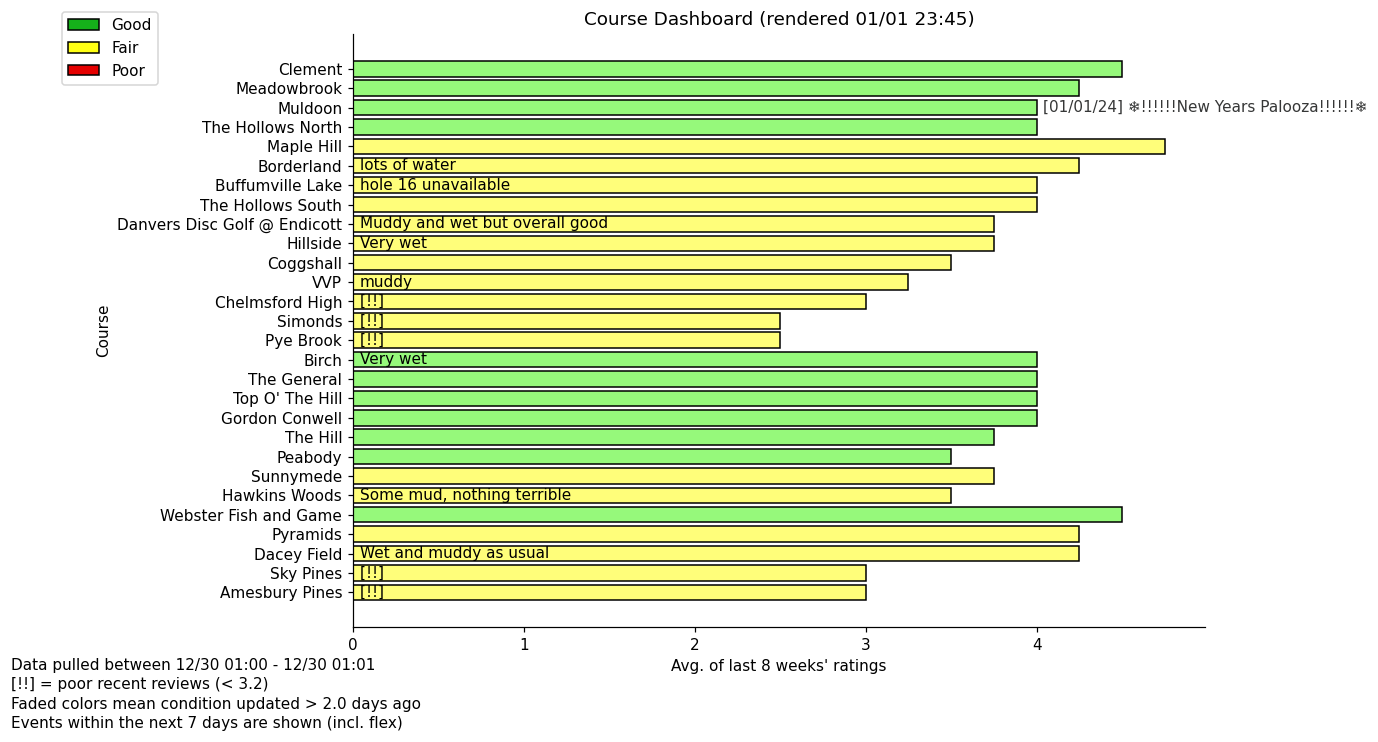 Course Dashboard (rendered 01/01 23:45)
Good
Fair
Poor
Clement
Meadowbrook
Muldoon [01/01/24] ❄!!!!!!New Years Palooza!!!!!!❄
The Hollows North
Maple Hill
Borderland lots of water
Buffumville Lake hole 16 unavailable
The Hollows South
Danvers Disc Golf @ Endicott Muddy and wet but overall good
Hillside Very wet
Coggshall
VVP muddy
Chelmsford High [!!]
Simonds [!!]
Pye Brook [!!]
Birch Very wet
The General
Top O' The Hill
Gordon Conwell
The Hill
Peabody
Sunnymede
Hawkins Woods Some mud, nothing terrible
Webster Fish and Game
Pyramids
Dacey Field Wet and muddy as usual
Sky Pines [!!]
Amesbury Pines [!!]
Course
0 1 2 3 4
Avg. of last 8 weeks' ratings
Data pulled between 12/30 01:00 - 12/30 01:01
[!!] = poor recent reviews (< 3.2)
Faded colors mean condition updated > 2.0 days ago
Events within the next 7 days are shown (incl. flex)